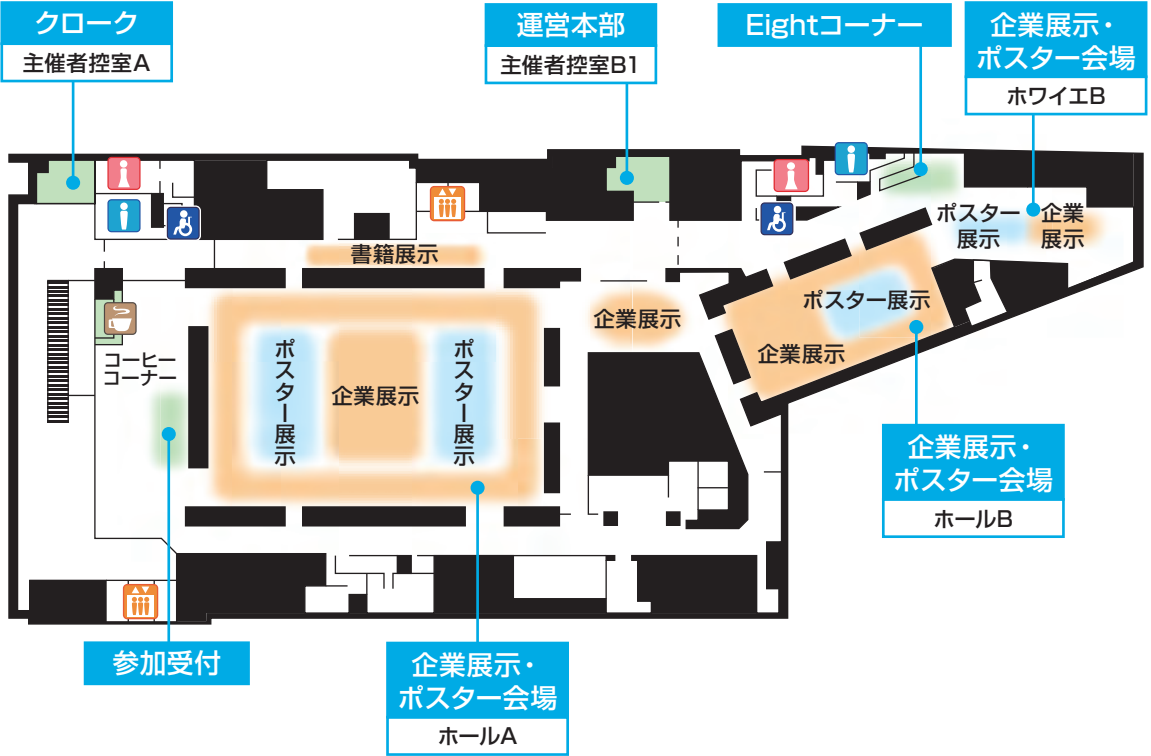 クローク
主催者控室A
運営本部
主催者控室B1
Eightコーナー
企業展示・
ポスター会場
ホワイエB
ポスター
展示
企業
展示
書籍展示
企業展示
ポスター展示
企業展示
コーヒー
コーナー
ポスター展示
企業展示
ポスター展示
企業展示・
ポスター会場
ホールB
参加受付
企業展示・
ポスター会場
ホールA